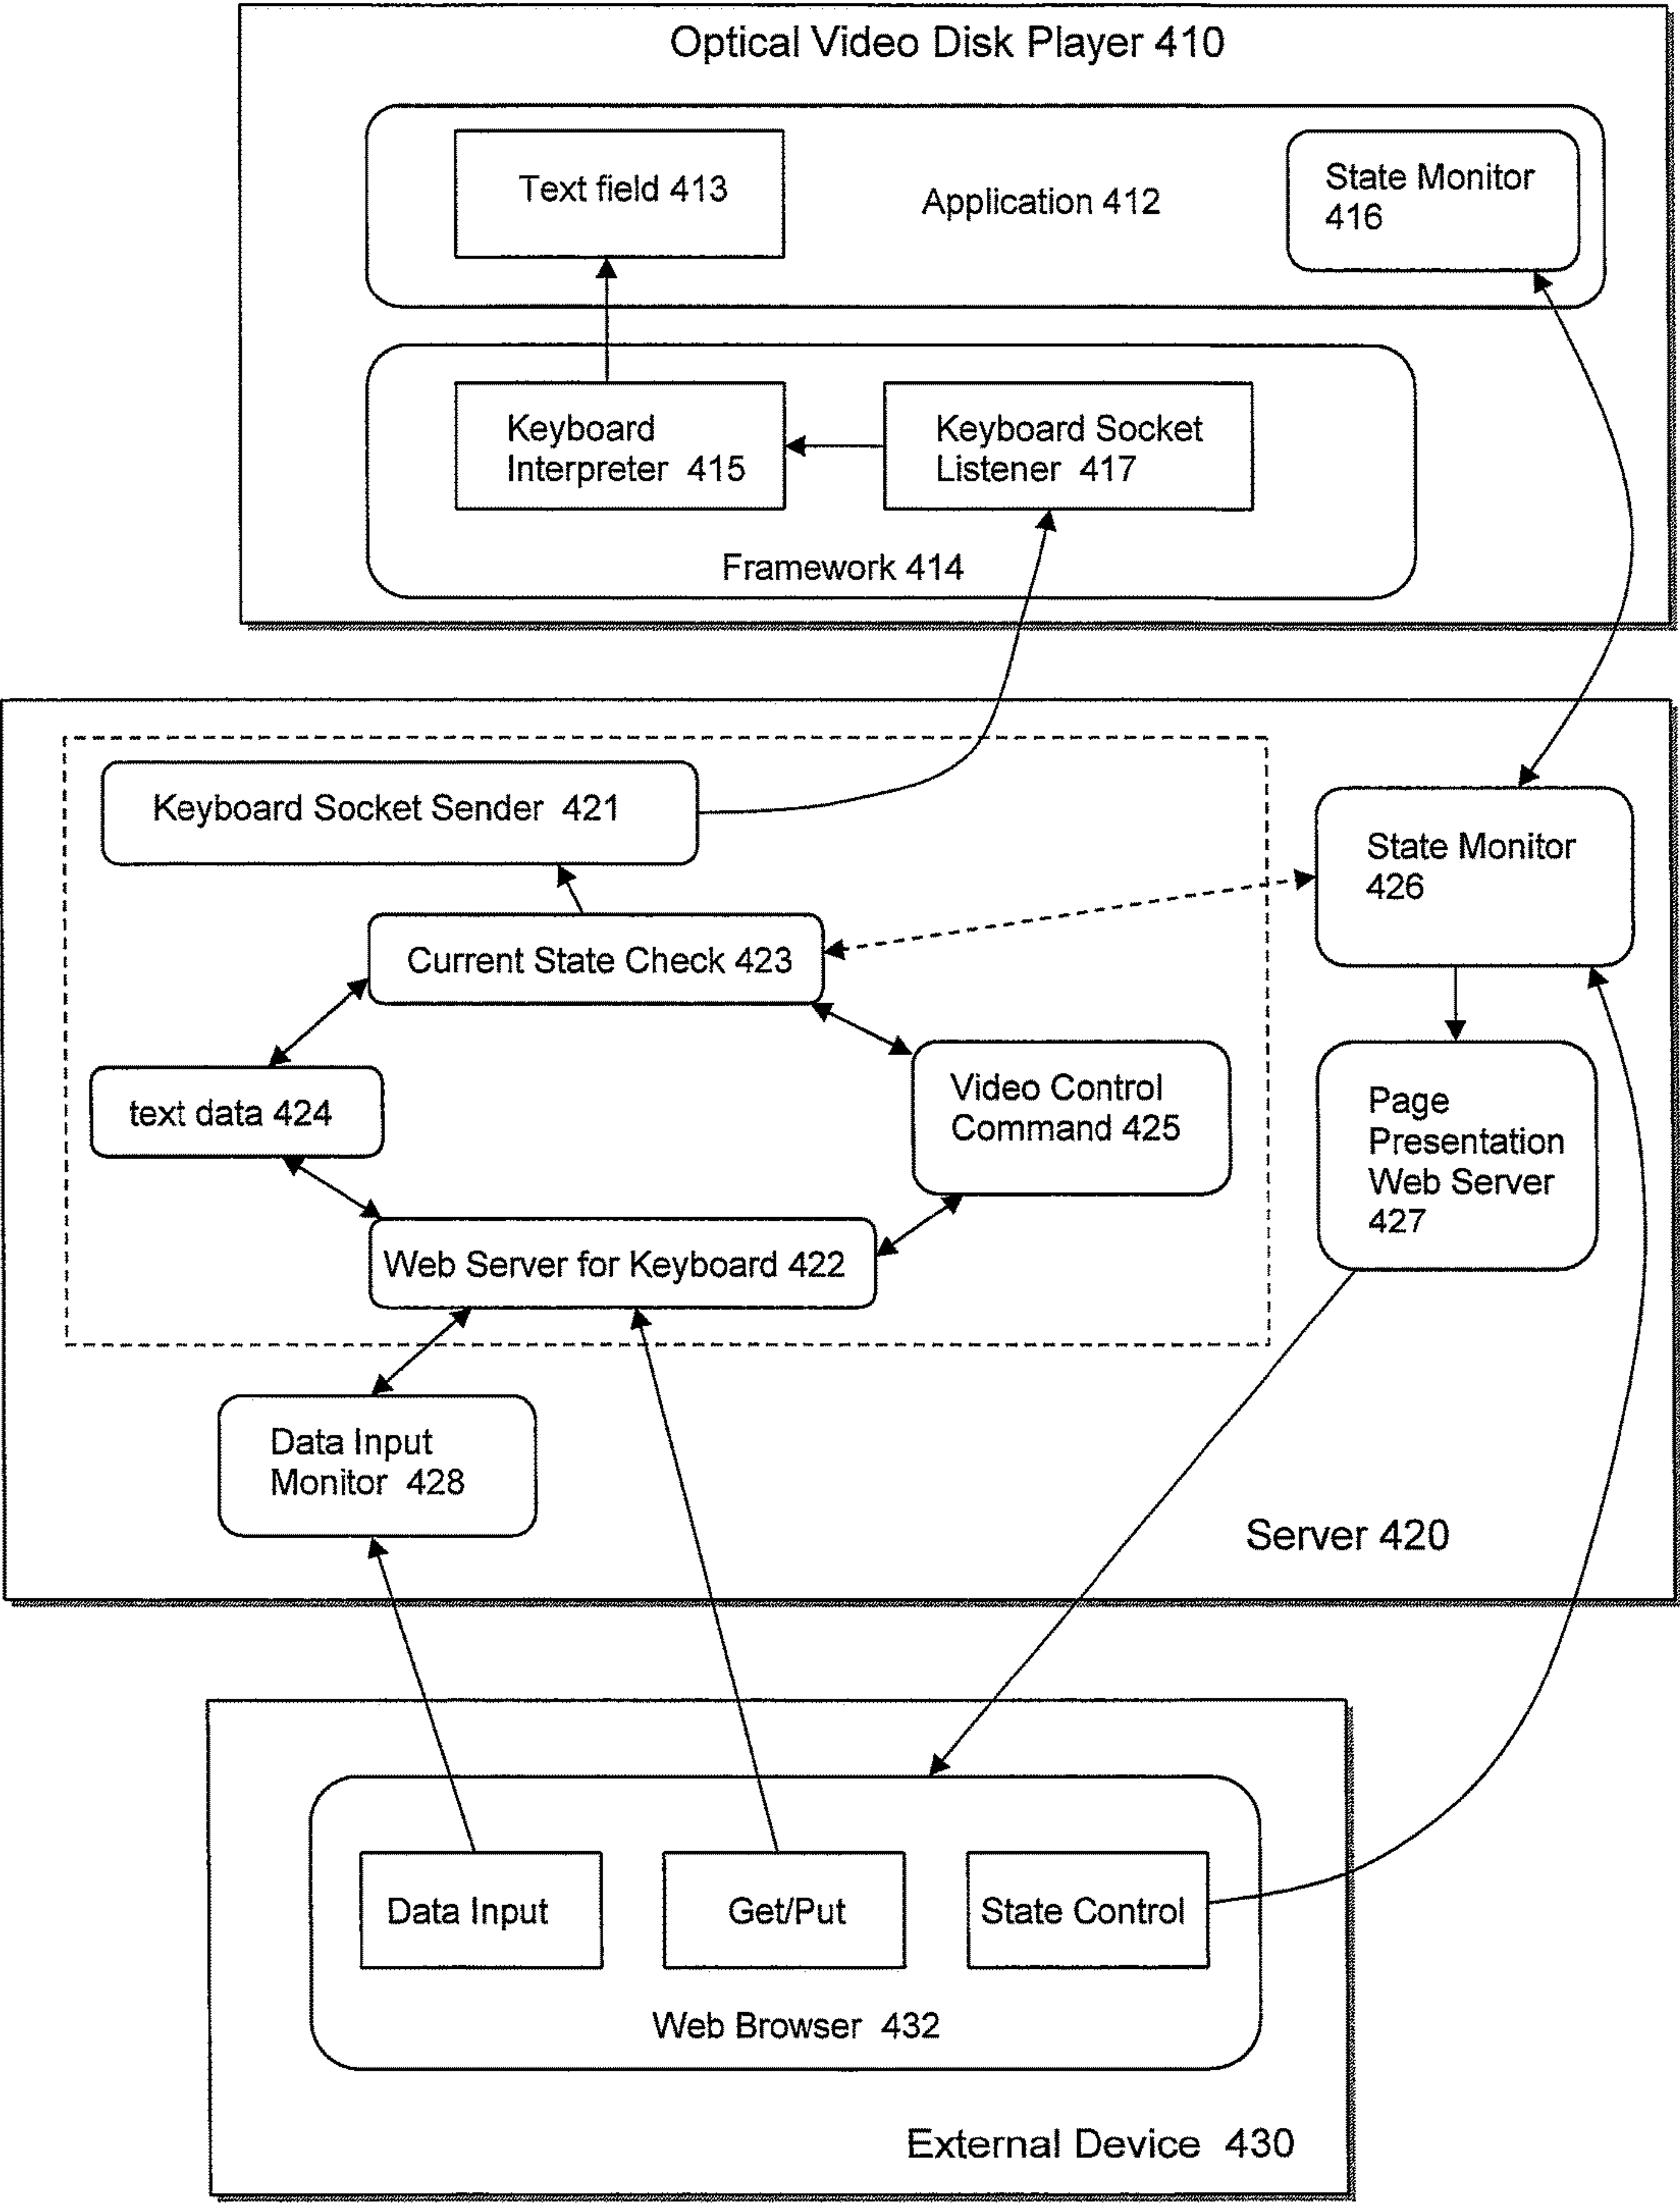 Optical Video Disk Player 410
Text field 413
Application 412
State Monitor
416
Keyboard
Interpreter 415
Keyboard Socket
Listener 417
Framework 414
Keyboard Socket Sender 421
State Monitor
426
Current State Check 423
text data 424
Video Control
Command 425
Page
Presentation
Web Server
427
Web Server for Keyboard 422
Data Input
Monitor 428
Server 420
Data Input
Get/Put
State Control
Web Browser 432
External Device 430